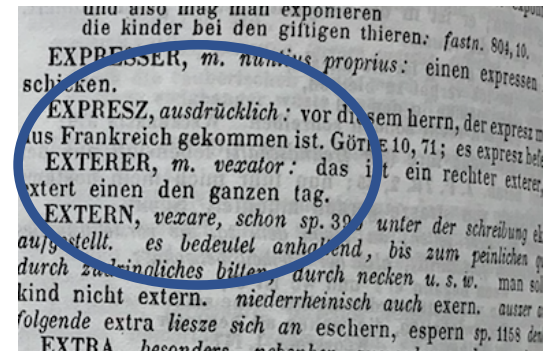 und also mag man exponieren
die kinder bei den giftigen thieren: fastn. 804, 10.
EXPRESSER, m. nuntius proprius: einen expressen
schicken.
EXPRESZ, ausdrücklich: vor diesem herrn, der expresz
aus Frankreich gekommen ist. GÖTHE 10, 71; es expresz
EXTERER, m. vexator: das ist ein rechter exterer,
extert einen den ganzen tag.
EXTERN, vexare, schon sp. 39 unter der schreibung
aufgestellt. es bedeutet anhaltend, bis zum peinlichen
durch zudringliches bitten, durch necken u. s. w. man
kind nicht extern. niederrheinisch auch exern. auszer
folgende extra liesze sich an eschern, espern sp. 1158
EXTRA besonders